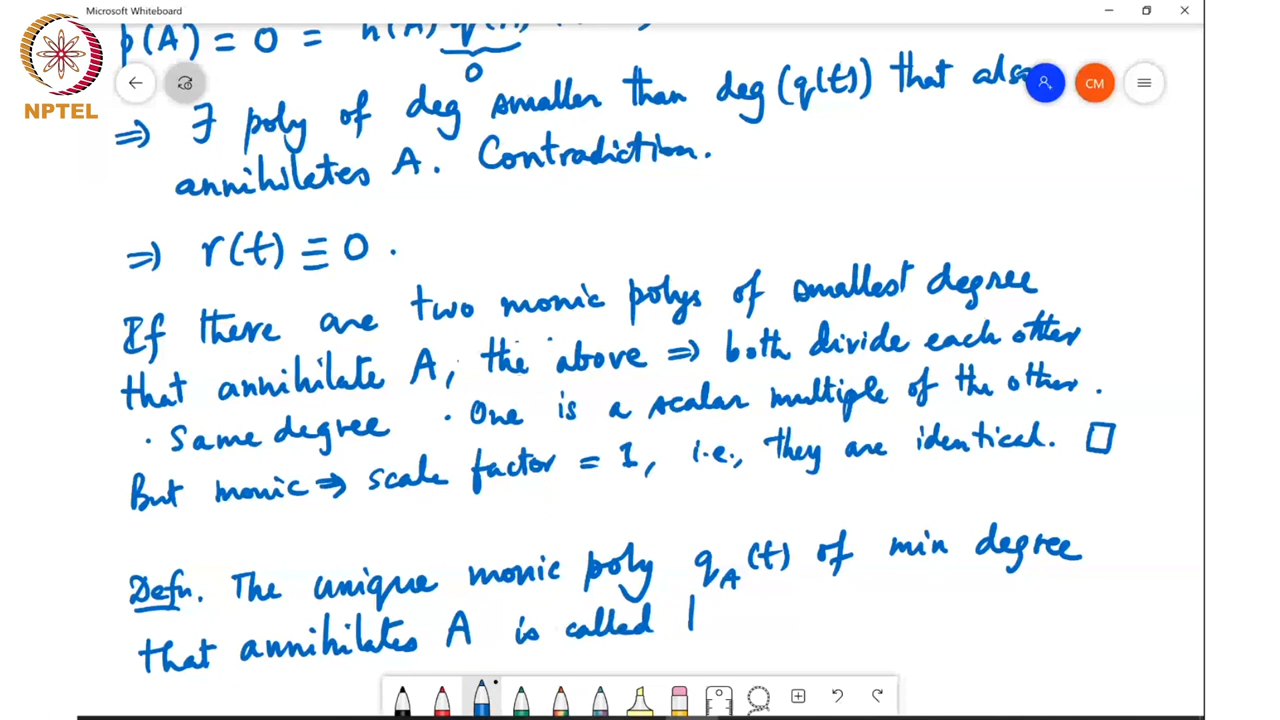 Microsoft Whiteboard
p(A) = 0 = h(A) q(A)
0
NPTEL
CM
⇒ ∃ poly of deg smaller than deg (q(t)) that also
annihilates A. Contradiction.
⇒ r(t) ≡ 0.
If there are two monic polys of smallest degree
that annihilate A, the above ⇒ both divide each other
. Same degree . One is a scalar multiple of the other.
But monic ⇒ scale factor = 1, i.e., they are identical. □
Defn. The unique monic poly q_A(t) of min degree
that annihilates A is called